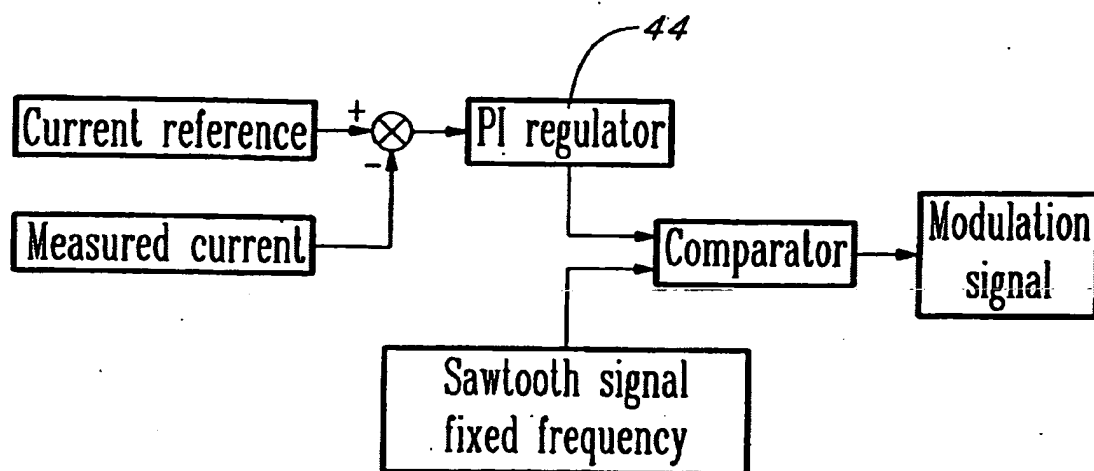 44
Current reference
+
PI regulator
-
Measured current
Comparator
Modulation
signal
Sawtooth signal
fixed frequency